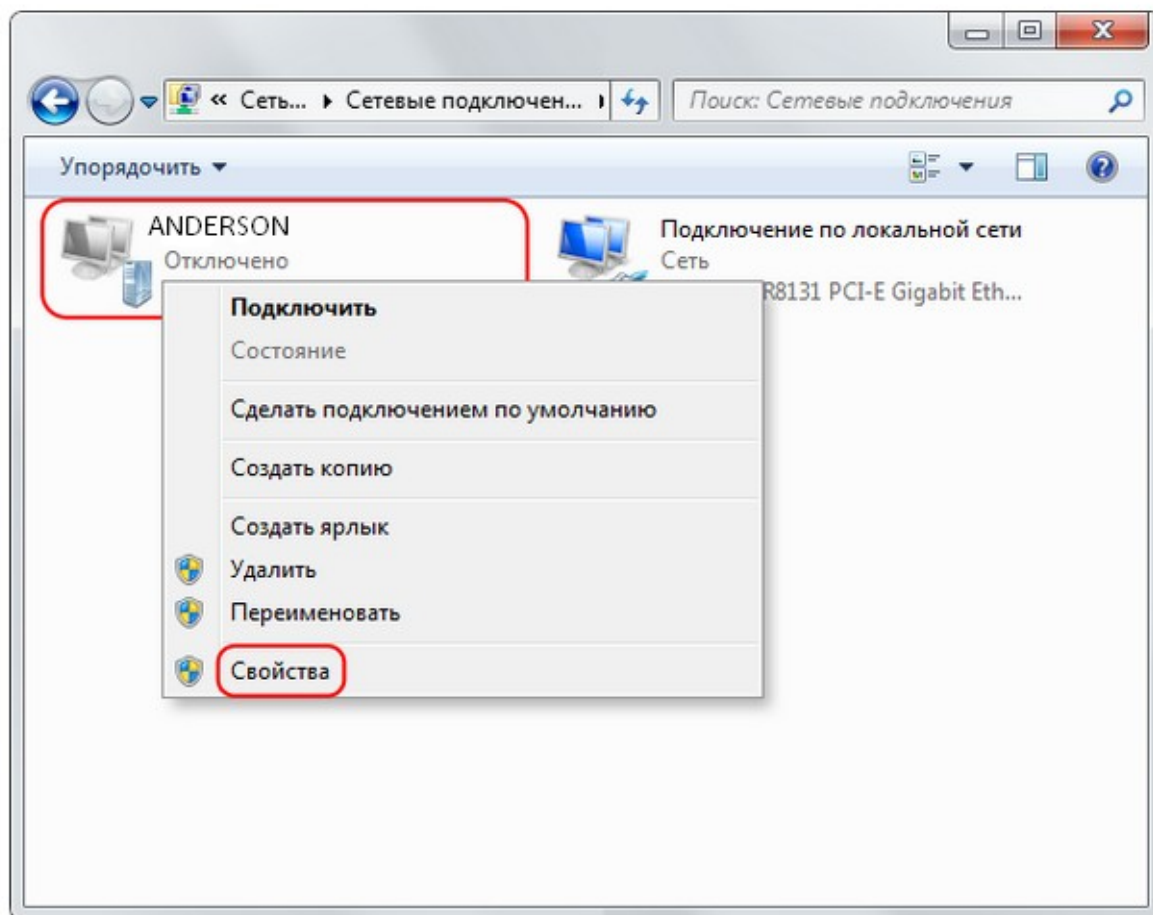 « Сеть... ▸ Сетевые подключен...
Поиск: Сетевые подключения
Упорядочить
ANDERSON
Отключено
Подключение по локальной сети
Сеть
R8131 PCI-E Gigabit Eth...
Подключить
Состояние
Сделать подключением по умолчанию
Создать копию
Создать ярлык
Удалить
Переименовать
Свойства